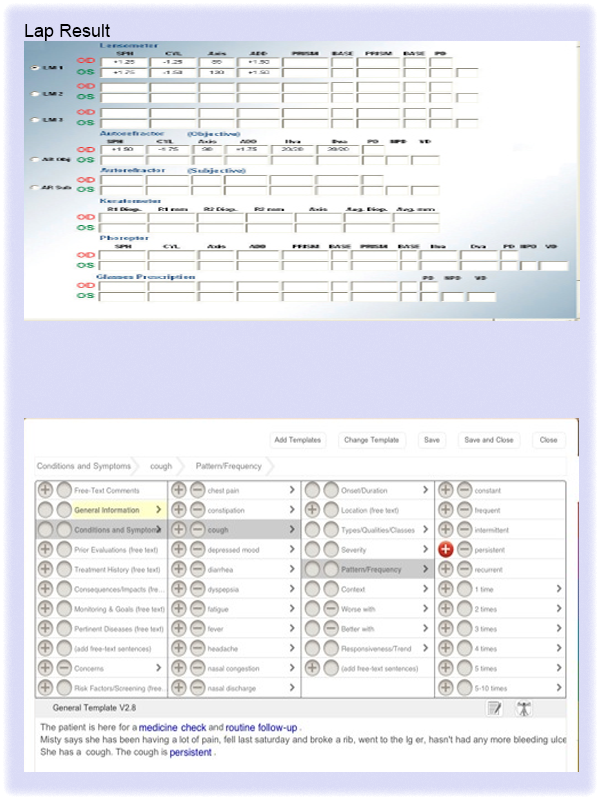 Lap Result
Lensometer
SPH CYL Axis ADD PRISM BASE PRISM BASE PD
LM 1 OD +1.25 -1.25 +1.50
OS +1.75 -1.50 +1.50
LM 2 OD
OS
LM 3 OD
OS
Autorefractor (Objective)
SPH CYL Axis ADD PD NPD VD
AR Obj OD +1.50 -1.75 90 +1.75 20/20 20/20
OS
Autorefractor (Subjective)
AR Sub OD
OS
Keratometer
R1 Diop. R1 mm R2 Diop. R2 mm Axis Avg. Diop. Avg. mm
OD
OS
Phoroptor
SPH CYL Axis ADD PRISM BASE PRISM BASE PD NPD VD
OD
OS
Glasses Prescription
PD NPD VD
OD
OS
Add Templates Change Template Save Save and Close Close
Conditions and Symptoms cough Pattern/Frequency
Free-Text Comments chest pain Onset/Duration constant
General Information constipation Location (free text) frequent
Conditions and Symptoms cough Types/Qualities/Classes intermittent
Prior Evaluations (free text) depressed mood Severity persistent
Treatment History (free text) diarrhea Pattern/Frequency recurrent
Consequences/Impacts (fre... dyspepsia Context 1 time
Monitoring & Goals (free text) fatigue Worse with 2 times
Pertinent Diseases (free text) fever Better with 3 times
(add free-text sentences) headache Responsiveness/Trend 4 times
Concerns nasal congestion (add free-text sentences) 5 times
Risk Factors/Screening (free... nasal discharge 5-10 times
General Template V2.8
The patient is here for a medicine check and routine follow-up .
Misty says she has been having a lot of pain, fell last saturday and broke a rib, went to the lg er, hasn't had any more bleeding ulce
She has a cough. The cough is persistent .